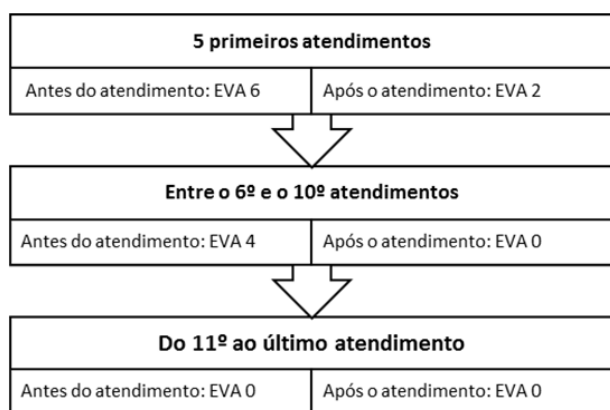 5 primeiros atendimentos
Antes do atendimento: EVA 6
Após o atendimento: EVA 2
Entre o 6º e o 10º atendimentos
Antes do atendimento: EVA 4
Após o atendimento: EVA 0
Do 11º ao último atendimento
Antes do atendimento: EVA 0
Após o atendimento: EVA 0